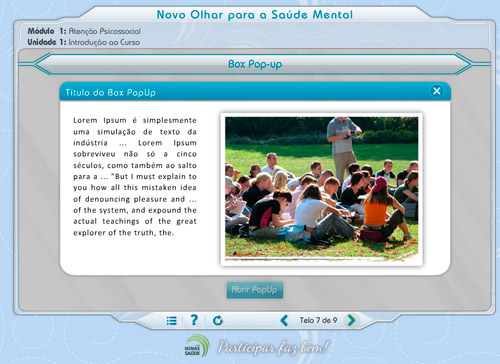 Novo Olhar para a Saúde Mental
Módulo 1: Atenção Psicossocial
Unidade 1: Introdução ao Curso
Box Pop-up
Título do Box PopUp
Lorem Ipsum é simplesmente
uma simulação de texto da
indústria ... Lorem Ipsum
sobreviveu não só a cinco
séculos, como também ao salto
para a ... "But I must explain to
you how all this mistaken idea
of denouncing pleasure and ...
of the system, and expound the
actual teachings of the great
explorer of the truth, the.
Abrir PopUp
?
Tela 7 de 9
MINAS
SAÚDE
Participar faz bem!